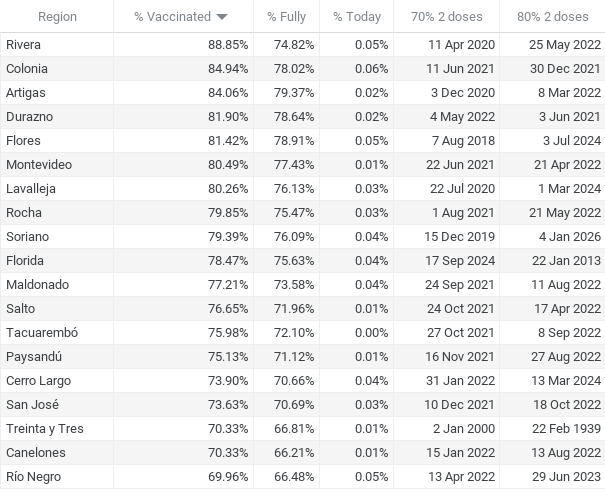 Region % Vaccinated % Fully % Today 70% 2 doses 80% 2 doses
Rivera 88.85% 74.82% 0.05% 11 Apr 2020 25 May 2022
Colonia 84.94% 78.02% 0.06% 11 Jun 2021 30 Dec 2021
Artigas 84.06% 79.37% 0.02% 3 Dec 2020 8 Mar 2022
Durazno 81.90% 78.64% 0.02% 4 May 2022 3 Jun 2021
Flores 81.42% 78.91% 0.05% 7 Aug 2018 3 Jul 2024
Montevideo 80.49% 77.43% 0.01% 22 Jun 2021 21 Apr 2022
Lavalleja 80.26% 76.13% 0.03% 22 Jul 2020 1 Mar 2024
Rocha 79.85% 75.47% 0.03% 1 Aug 2021 21 May 2022
Soriano 79.39% 76.09% 0.04% 15 Dec 2019 4 Jan 2026
Florida 78.47% 75.63% 0.04% 17 Sep 2024 22 Jan 2013
Maldonado 77.21% 73.58% 0.04% 24 Sep 2021 11 Aug 2022
Salto 76.65% 71.96% 0.01% 24 Oct 2021 17 Apr 2022
Tacuarembó 75.98% 72.10% 0.00% 27 Oct 2021 8 Sep 2022
Paysandú 75.13% 71.12% 0.01% 16 Nov 2021 27 Aug 2022
Cerro Largo 73.90% 70.66% 0.04% 31 Jan 2022 13 Mar 2024
San José 73.63% 70.69% 0.03% 10 Dec 2021 18 Oct 2022
Treinta y Tres 70.33% 66.81% 0.01% 2 Jan 2000 22 Feb 1939
Canelones 70.33% 66.21% 0.01% 15 Jan 2022 13 Aug 2022
Río Negro 69.96% 66.48% 0.05% 13 Apr 2022 29 Jun 2023